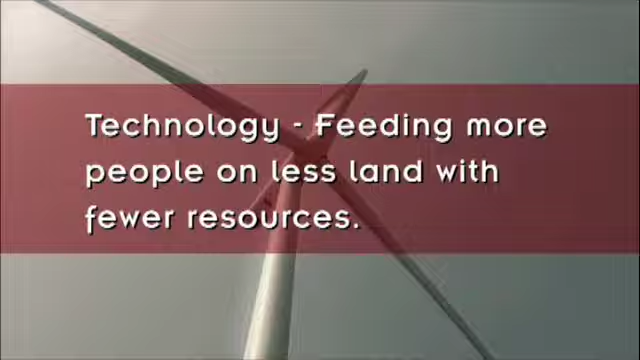 Technology - Feeding more
people on less land with
fewer resources.